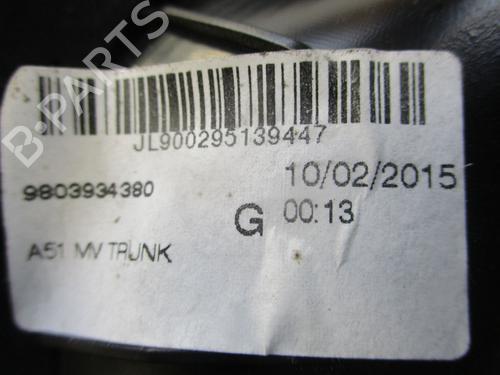 B-PARTS
JL900295139447
9803934380
10/02/2015
G 00:13
A51 MV TRUNK